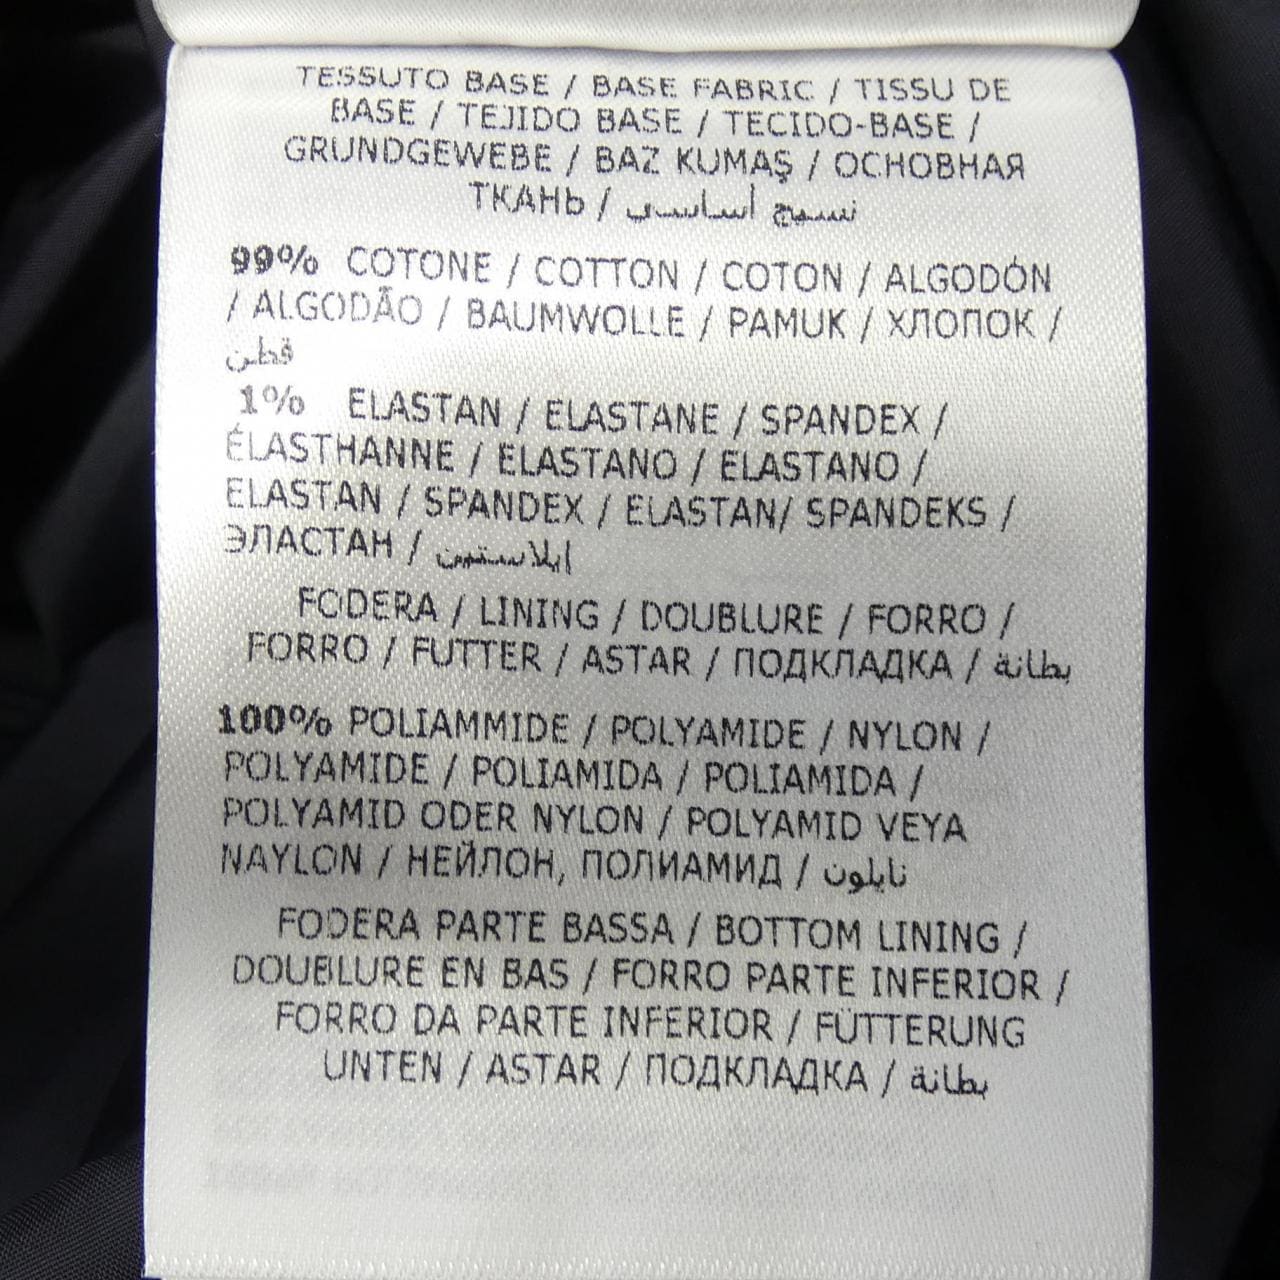 TESSUTO BASE / BASE FABRIC / TISSU DE
BASE / TEJIDO BASE / TECIDO-BASE /
GRUNDGEWEBE / BAZ KUMAŞ / ОСНОВНАЯ
ТКАНЬ / نسيج أساسي
99% COTONE / COTTON / COTON / ALGODÓN
/ ALGODÃO / BAUMWOLLE / PAMUK / ХЛОПОК /
قطن
1% ELASTAN / ELASTANE / SPANDEX /
ÉLASTHANNE / ELASTANO / ELASTANO /
ELASTAN / SPANDEX / ELASTAN/ SPANDEKS /
ЭЛАСТАН / ايلاستين
FODERA / LINING / DOUBLURE / FORRO /
FORRO / FUTTER / ASTAR / ПОДКЛАДКА / بطانة
100% POLIAMMIDE / POLYAMIDE / NYLON /
POLYAMIDE / POLIAMIDA / POLIAMIDA /
POLYAMID ODER NYLON / POLYAMID VEYA
NAYLON / НЕЙЛОН, ПОЛИАМИД / نايلون
FODERA PARTE BASSA / BOTTOM LINING /
DOUBLURE EN BAS / FORRO PARTE INFERIOR /
FORRO DA PARTE INFERIOR / FÜTTERUNG
UNTEN / ASTAR / ПОДКЛАДКА / بطانة